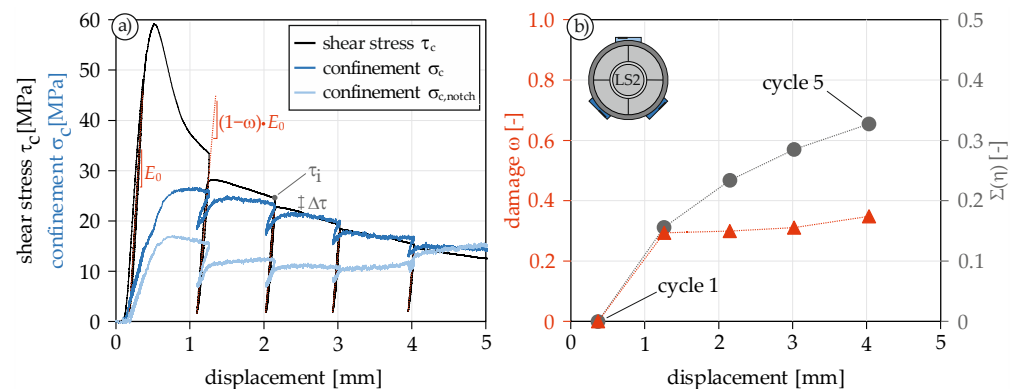 a)
60
50
40
30
20
10
0
0
1
2
3
4
5
shear stress τc[MPa]
confinement σc[MPa]
displacement [mm]
shear stress τc
confinement σc
confinement σc,notch
E0
(1−ω)·E0
τi
Δτ
b)
1.0
0.8
0.6
0.4
0.2
0
0
1
2
3
4
5
damage ω [-]
displacement [mm]
LS2
cycle 5
cycle 1
0.5
0.4
0.3
0.2
0.1
0
Σ(η) [-]